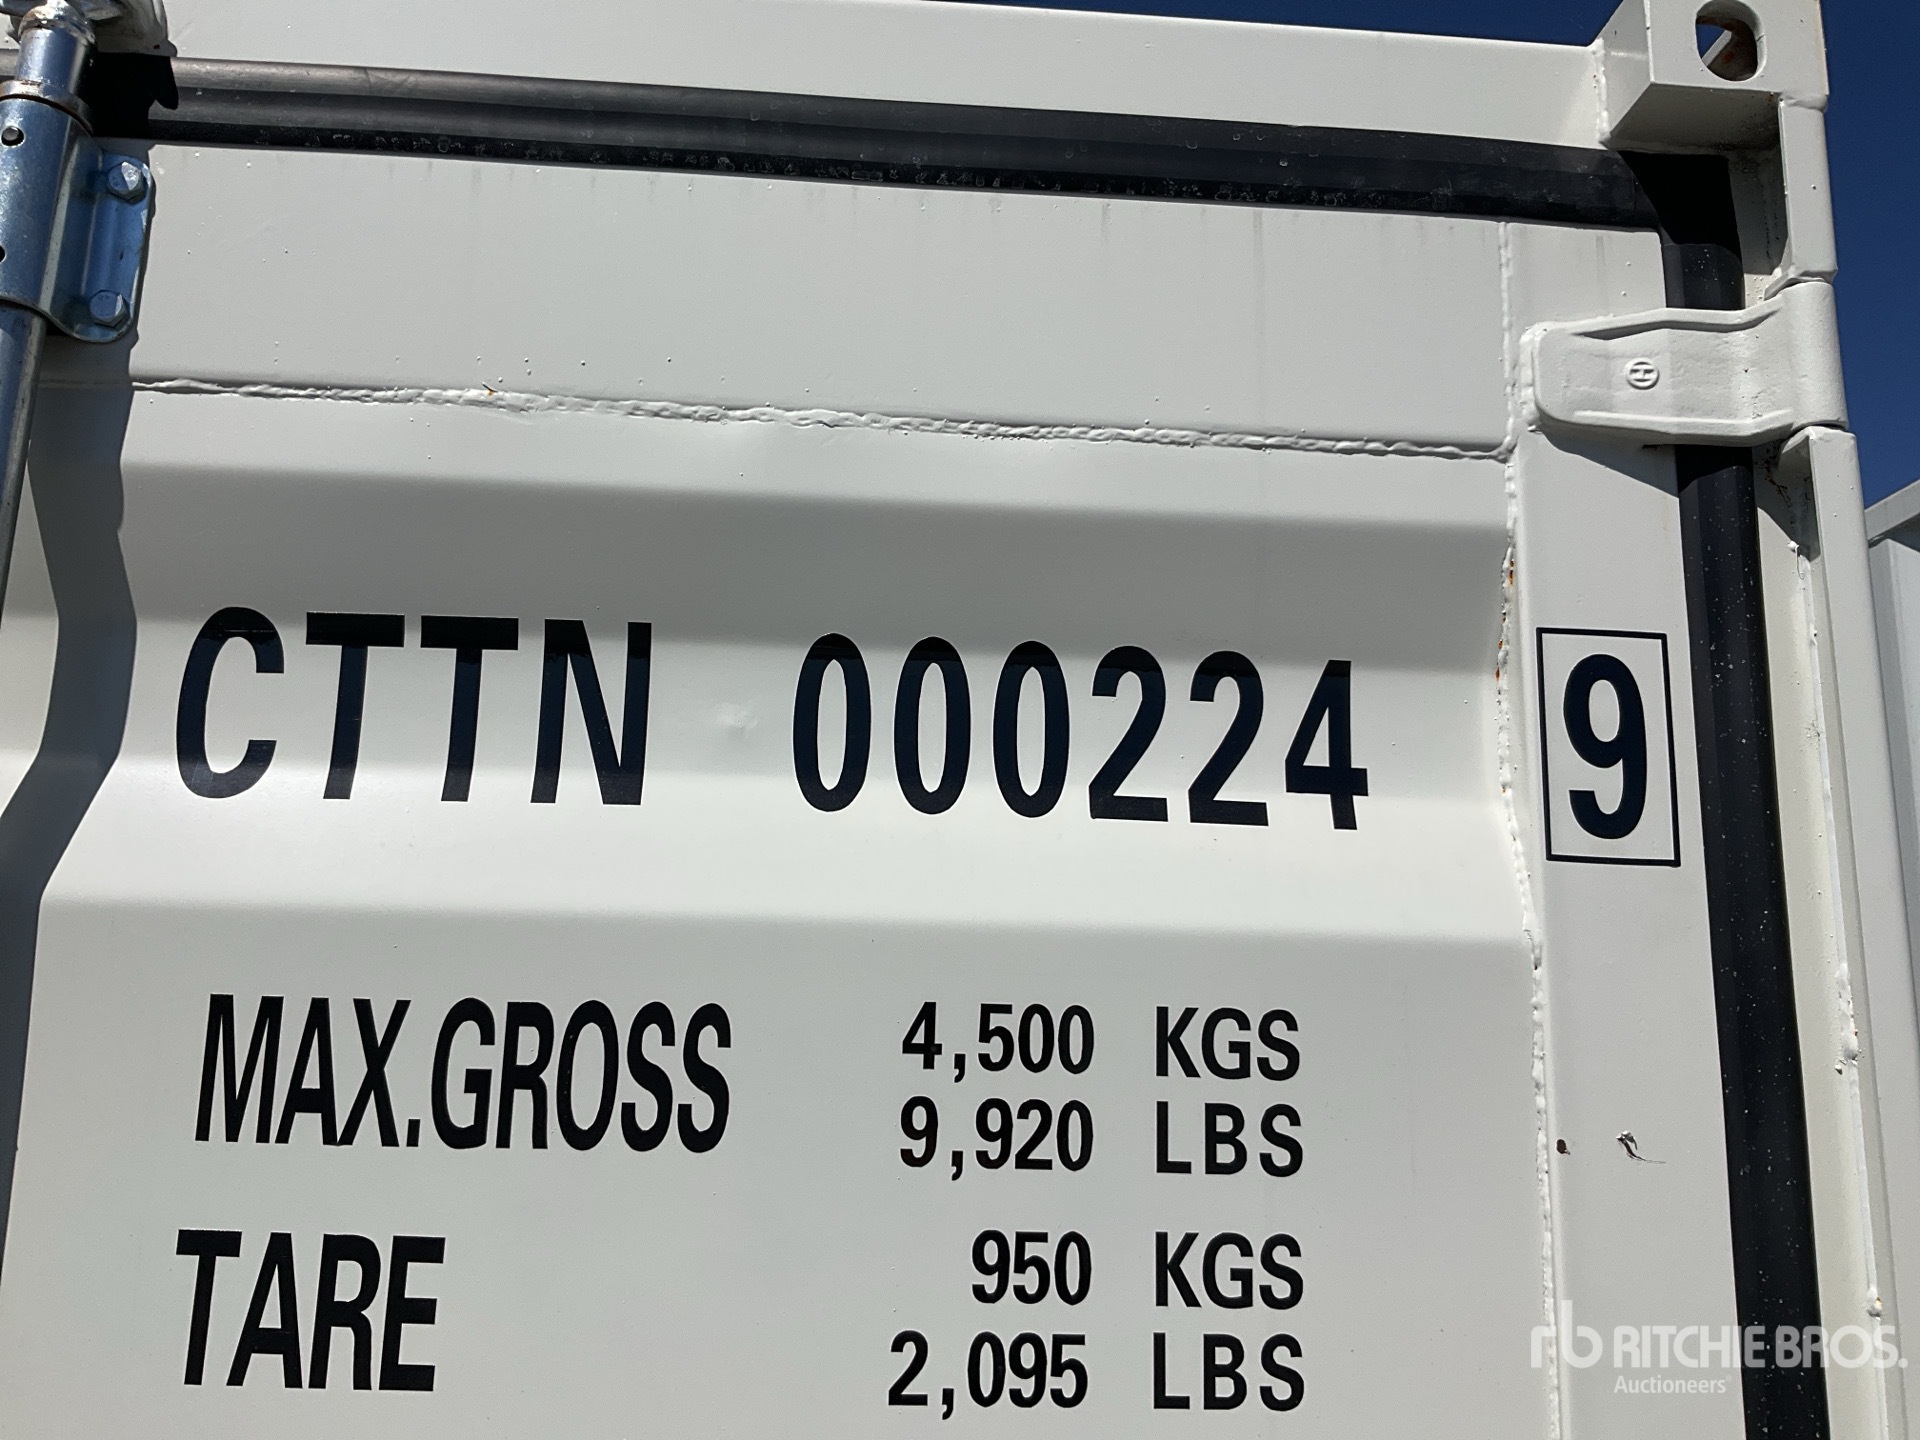 CTTN 000224 9
MAX.GROSS 4,500 KGS
9,920 LBS
TARE 950 KGS
2,095 LBS
H
rb RITCHIE BROS.
Auctioneers